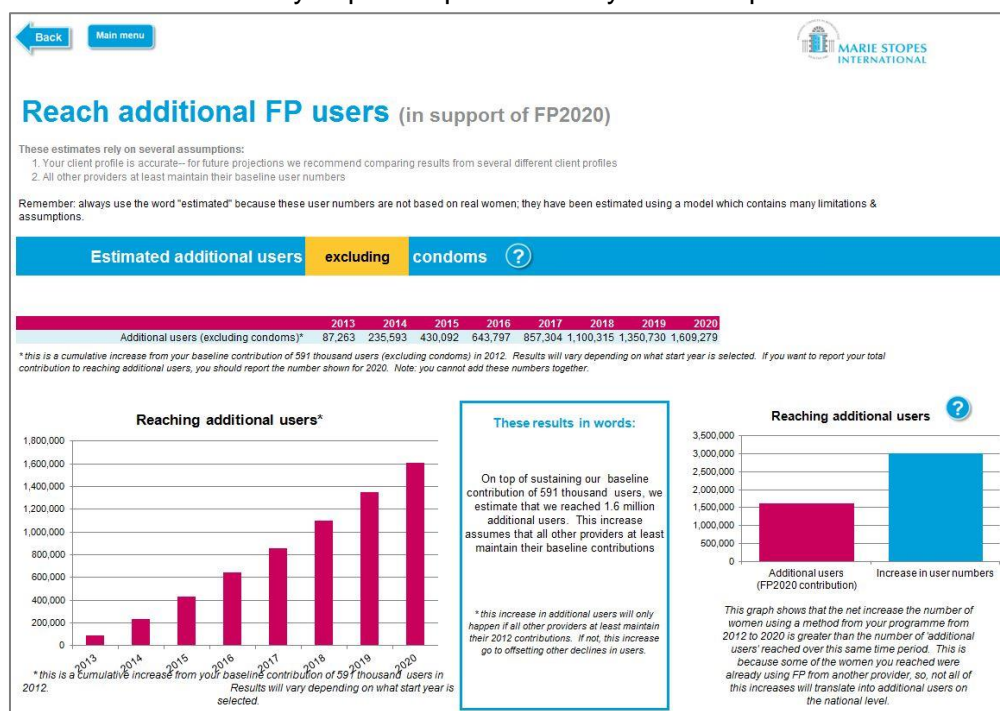 Back
Main menu
MARIE STOPES
INTERNATIONAL
Reach additional FP users (in support of FP2020)
These estimates rely on several assumptions:
1. Your client profile is accurate-- for future projections we recommend comparing results from several different client profiles
2. All other providers at least maintain their baseline user numbers
Remember: always use the word "estimated" because these user numbers are not based on real women; they have been estimated using a model which contains many limitations &
assumptions.
Estimated additional users excluding condoms ?
2013 2014 2015 2016 2017 2018 2019 2020
Additional users (excluding condoms)* 87,263 235,593 430,092 643,797 857,304 1,100,315 1,350,730 1,609,279
* this is a cumulative increase from your baseline contribution of 591 thousand users (excluding condoms) in 2012. Results will vary depending on what start year is selected. If you want to report your total
contribution to reaching additional users, you should report the number shown for 2020. Note: you cannot add these numbers together.
Reaching additional users*
1,800,000
1,600,000
1,400,000
1,200,000
1,000,000
800,000
600,000
400,000
200,000
0
2013 2014 2015 2016 2017 2018 2019 2020
* this is a cumulative increase from your baseline contribution of 591 thousand users in
2012. Results will vary depending on what start year is
selected.
These results in words:
On top of sustaining our baseline
contribution of 591 thousand users, we
estimate that we reached 1.6 million
additional users. This increase
assumes that all other providers at least
maintain their baseline contributions
* this increase in additional users will only
happen if all other providers at least maintain
their 2012 contributions. If not, this increase
go to offsetting other declines in users.
Reaching additional users ?
3,500,000
3,000,000
2,500,000
2,000,000
1,500,000
1,000,000
500,000
0
Additional users
(FP2020 contribution)
Increase in user numbers
This graph shows that the net increase the number of
women using a method from your programme from
2012 to 2020 is greater than the number of 'additional
users' reached over this same time period. This is
because some of the women you reached were
already using FP from another provider, so, not all of
this increases will translate into additional users on
the national level.